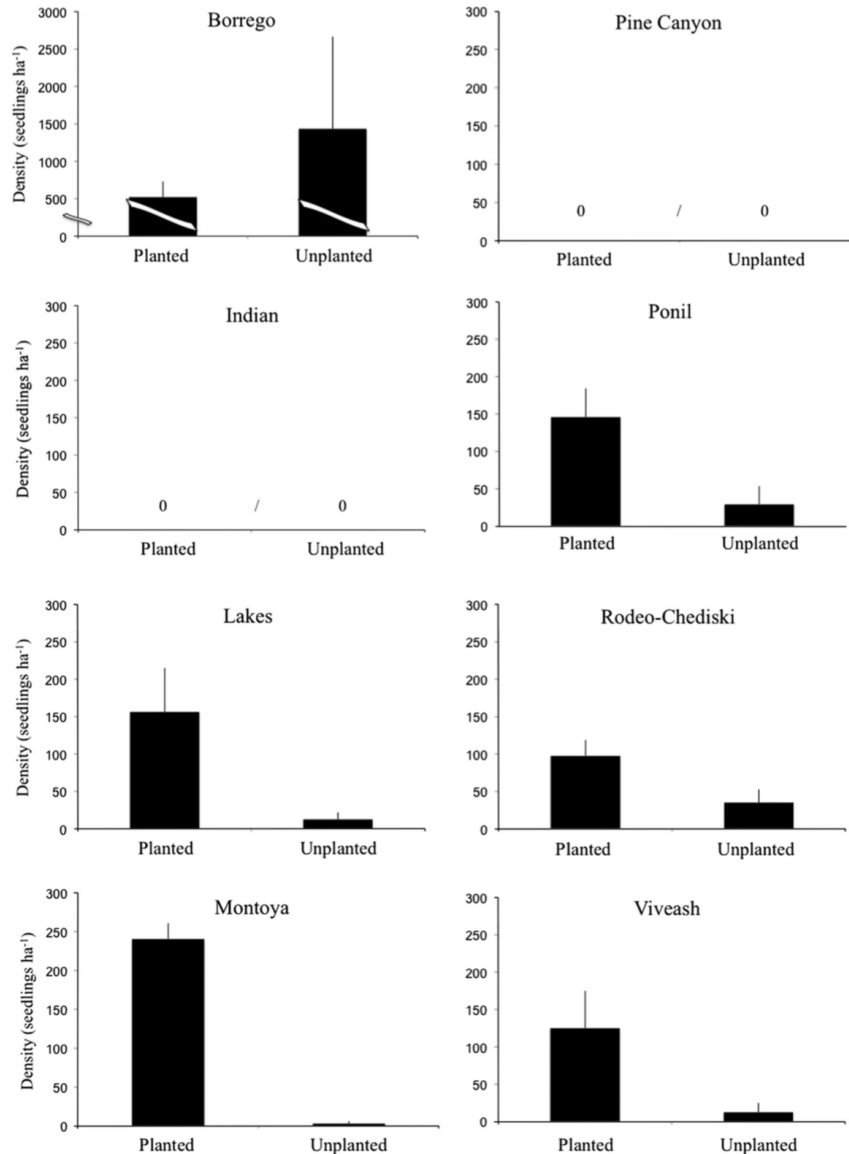 Borrego
Density (seedlings ha⁻¹)
3000
2500
2000
1500
1000
500
0
Planted
Unplanted
Pine Canyon
300
250
200
150
100
50
0
0 / 0
Planted
Unplanted
Indian
Density (seedlings ha⁻¹)
300
250
200
150
100
50
0
0 / 0
Planted
Unplanted
Ponil
300
250
200
150
100
50
0
Planted
Unplanted
Lakes
Density (seedlings ha⁻¹)
300
250
200
150
100
50
0
Planted
Unplanted
Rodeo-Chediski
300
250
200
150
100
50
0
Planted
Unplanted
Montoya
Density (seedlings ha⁻¹)
300
250
200
150
100
50
0
Planted
Unplanted
Viveash
300
250
200
150
100
50
0
Planted
Unplanted